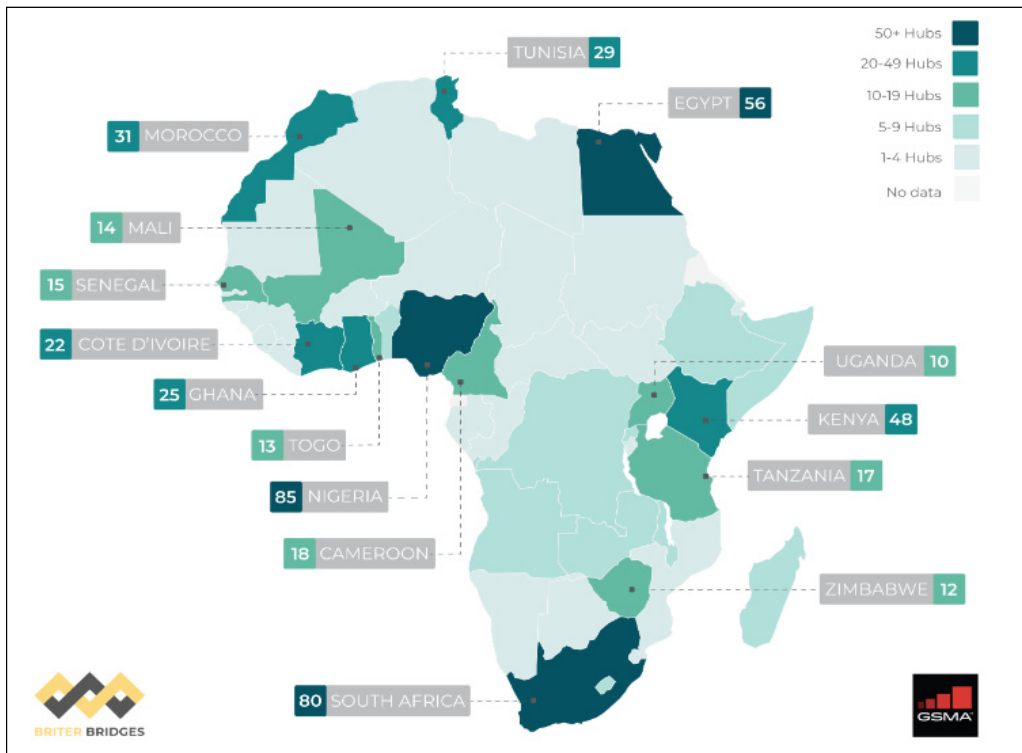 TUNISIA 29
50+ Hubs
20-49 Hubs
10-19 Hubs
5-9 Hubs
1-4 Hubs
No data
EGYPT 56
31 MOROCCO
14 MALI
15 SENEGAL
22 COTE D'IVOIRE
25 GHANA
13 TOGO
85 NIGERIA
18 CAMEROON
UGANDA 10
KENYA 48
TANZANIA 17
ZIMBABWE 12
80 SOUTH AFRICA
BRITER BRIDGES
GSMA